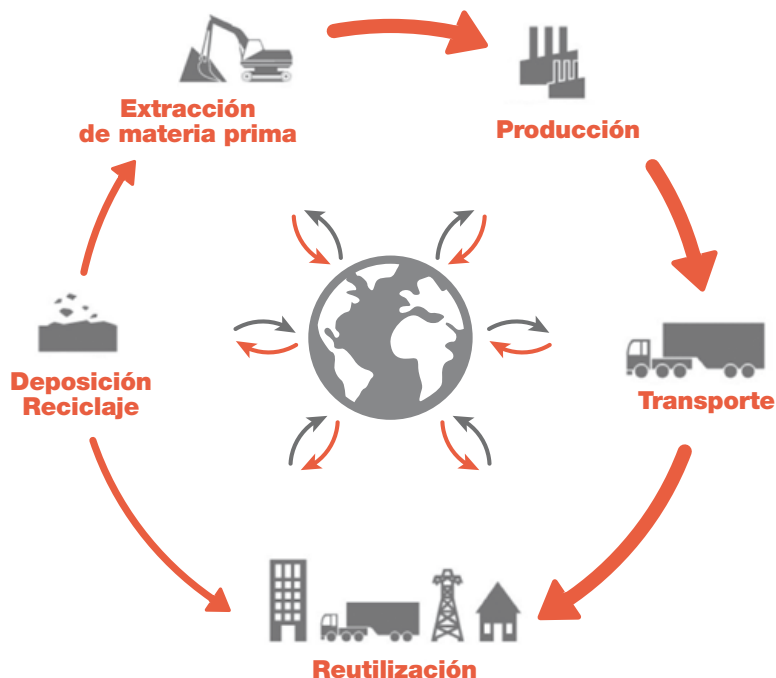 Extracción
de materia prima
Producción
Transporte
Deposición
Reciclaje
Reutilización